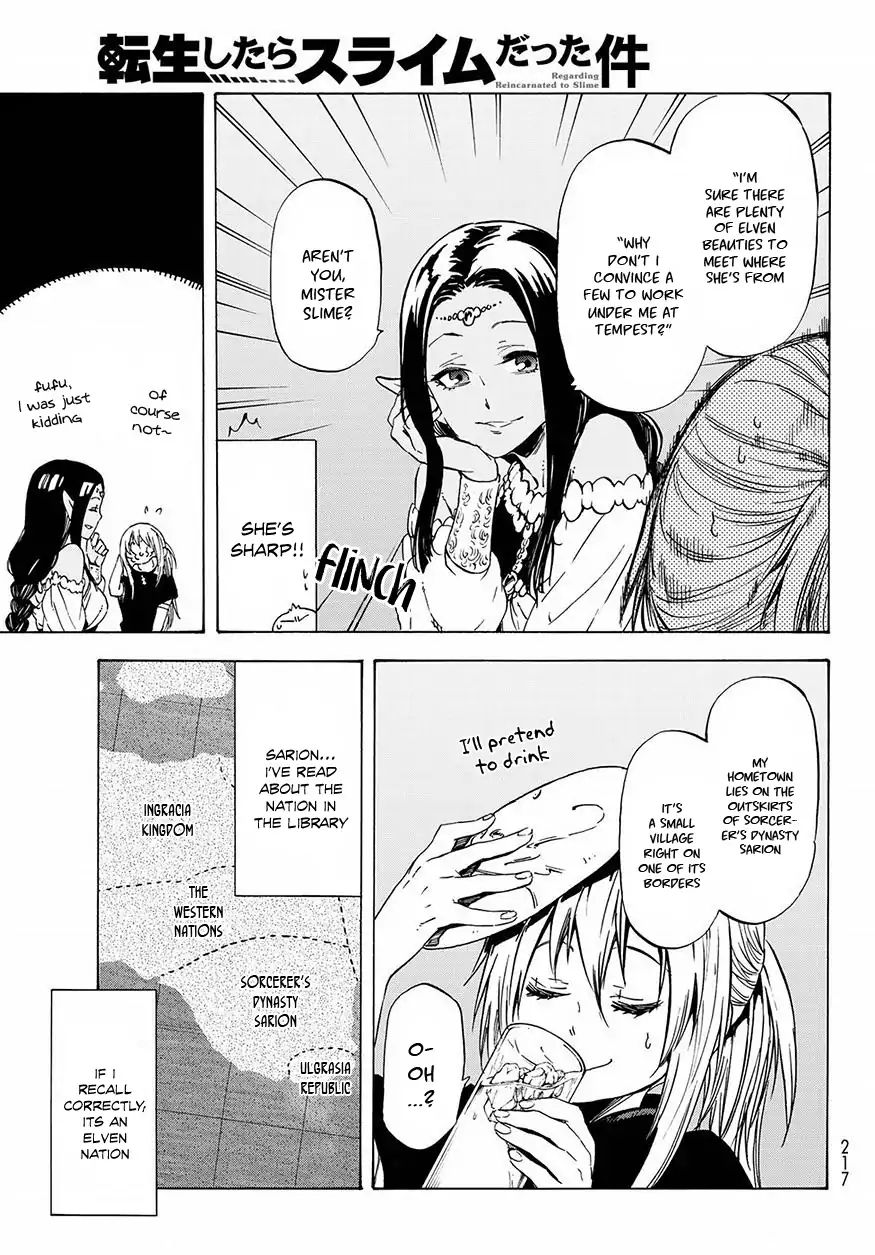 転生したらスライムだった件
Regarding
Reincarnated to Slime
"I'M
SURE THERE
ARE PLENTY
OF ELVEN
BEAUTIES TO
MEET WHERE
SHE'S FROM
"WHY
DON'T I
CONVINCE A
FEW TO WORK
UNDER ME AT
TEMPEST?"
AREN'T
YOU,
MISTER
SLIME?
SHE'S
SHARP!!
flinch
of
course
not~
fufu,
I was just
kidding
MY
HOMETOWN
LIES ON THE
OUTSKIRTS
OF SORCER-
ER'S DYNASTY
SARION
IT'S
A SMALL
VILLAGE
RIGHT ON
ONE OF ITS
BORDERS
I'll pretend
to drink
O-
OH
...?
SARION...
I'VE READ
ABOUT THE
NATION IN
THE LIBRARY
INGRACIA
KINGDOM
THE
WESTERN
NATIONS
SORCERER'S
DYNASTY
SARION
ULGRASIA
REPUBLIC
IF I
RECALL
CORRECTLY,
ITS AN
ELVEN
NATION
217